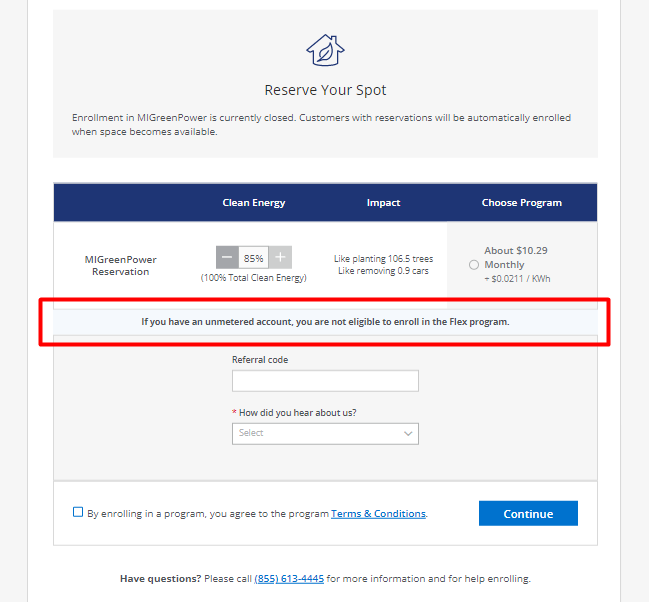 Reserve Your Spot
Enrollment in MIGreenPower is currently closed. Customers with reservations will be automatically enrolled
when space becomes available.
Clean Energy
Impact
Choose Program
MIGreenPower
Reservation
− 85% +
(100% Total Clean Energy)
Like planting 106.5 trees
Like removing 0.9 cars
About $10.29
Monthly
+ $0.0211 / KWh
If you have an unmetered account, you are not eligible to enroll in the Flex program.
Referral code
* How did you hear about us?
Select
By enrolling in a program, you agree to the program Terms & Conditions.
Continue
Have questions? Please call (855) 613-4445 for more information and for help enrolling.